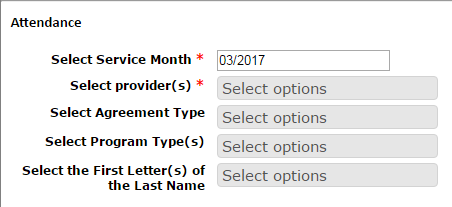 Attendance
Select Service Month * 03/2017
Select provider(s) * Select options
Select Agreement Type Select options
Select Program Type(s) Select options
Select the First Letter(s) of
the Last Name Select options